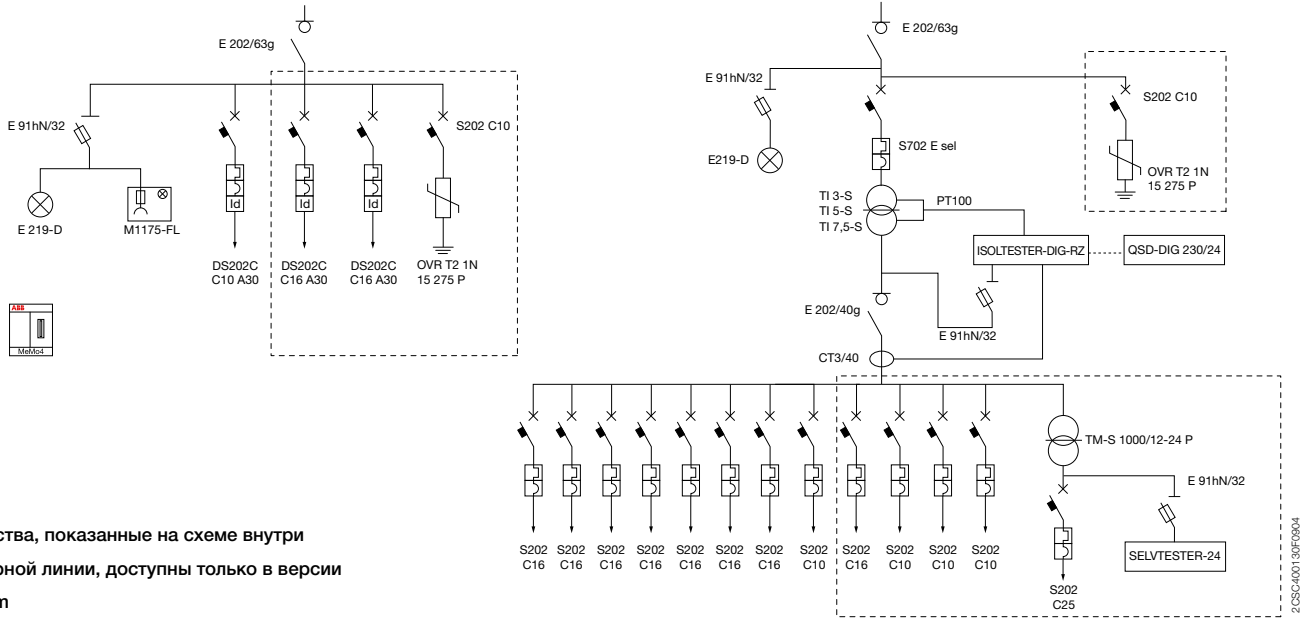 E 202/63g
E 91hN/32
S202 C10
Id
Id
Id
E 219-D
M1175-FL
DS202C
C10 A30
DS202C
C16 A30
DS202C
C16 A30
OVR T2 1N
15 275 P
ABB
MeMo4
E 202/63g
E 91hN/32
S202 C10
E219-D
S702 E sel
OVR T2 1N
15 275 P
TI 3-S
TI 5-S
TI 7,5-S
PT100
ISOLTESTER-DIG-RZ
QSD-DIG 230/24
E 202/40g
E 91hN/32
CT3/40
TM-S 1000/12-24 P
E 91hN/32
SELVTESTER-24
S202
C16
S202
C16
S202
C16
S202
C16
S202
C16
S202
C16
S202
C16
S202
C10
S202
C16
S202
C10
S202
C10
S202
C10
S202
C25
ства, показанные на схеме внутри
рной линии, доступны только в версии
m
2CSC400130F0904